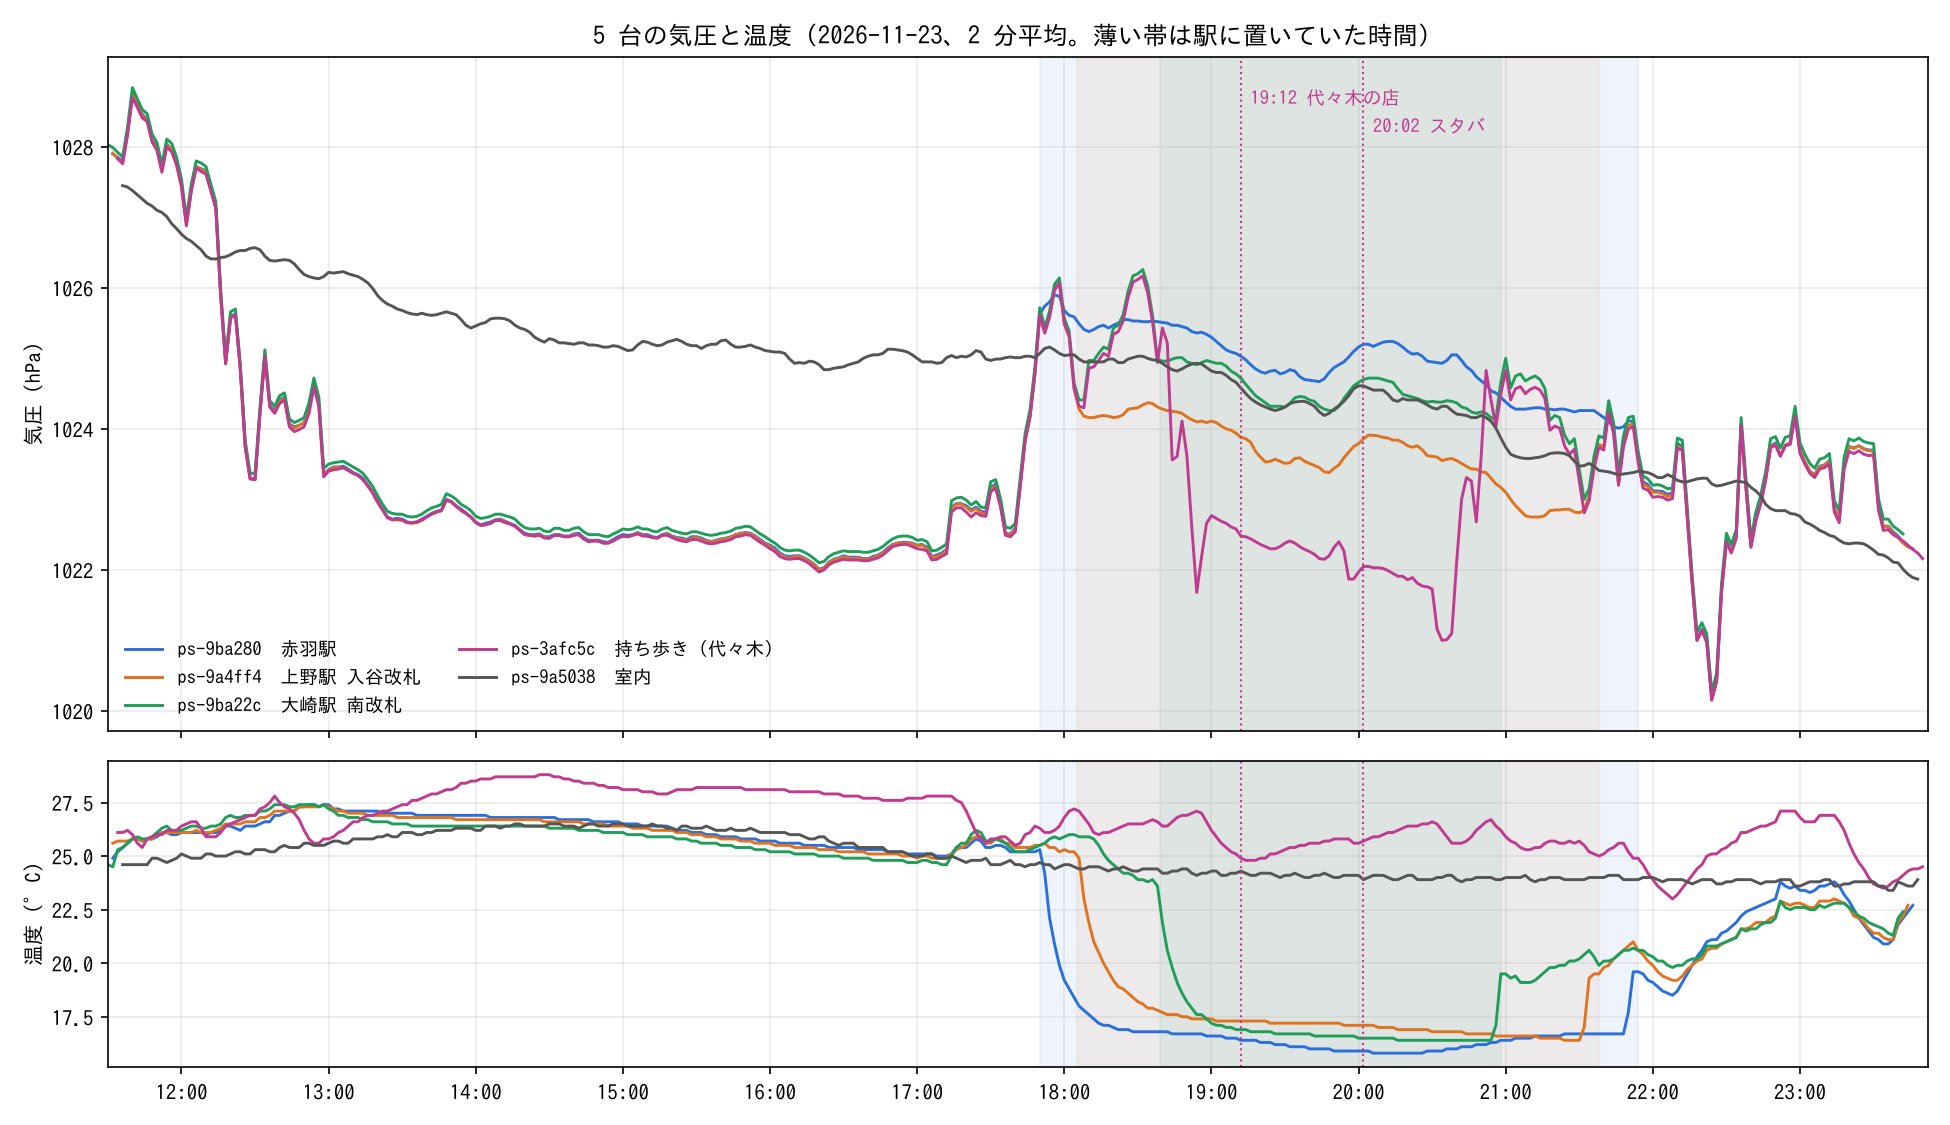 5 台の気圧と温度 (2026-11-23、2 分平均。薄い帯は駅に置いていた時間)
気圧 (hPa)
1028
1026
1024
1022
1020
19:12 代々木の店
20:02 スタバ
ps-9ba280 赤羽駅
ps-9a4ff4 上野駅 入谷改札
ps-9ba22c 大崎駅 南改札
ps-3afc5c 持ち歩き (代々木)
ps-9a5038 室内
温度 (° C)
27.5
25.0
22.5
20.0
17.5
12:00 13:00 14:00 15:00 16:00 17:00 18:00 19:00 20:00 21:00 22:00 23:00